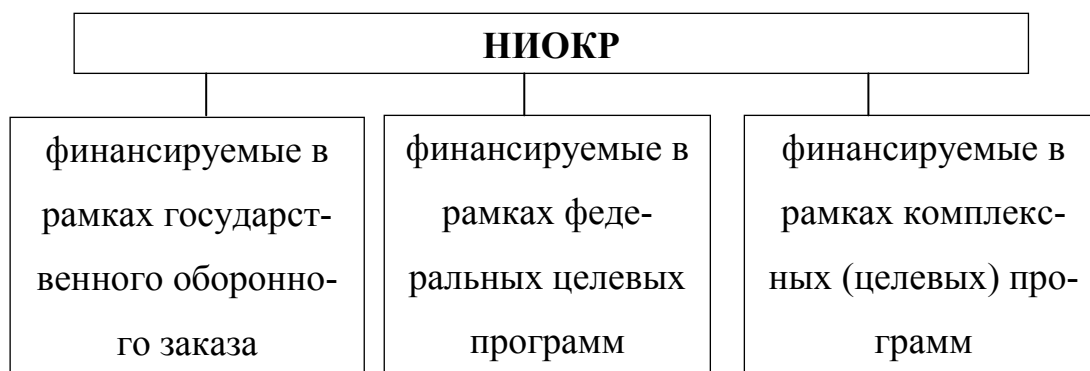 НИОКР
финансируемые в
рамках государст-
венного оборонно-
го заказа
финансируемые в
рамках феде-
ральных целевых
программ
финансируемые в
рамках комплекс-
ных (целевых) про-
грамм